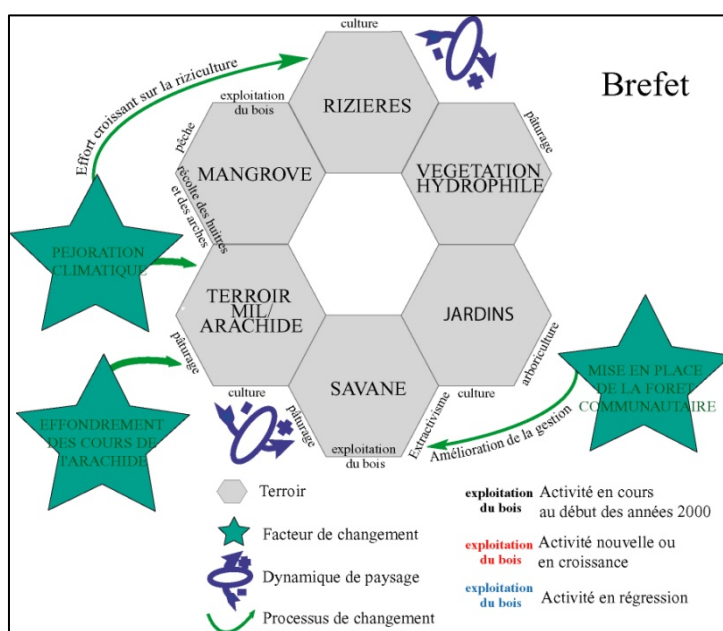 Brefet
culture
RIZIERES
Effort croissant sur la riziculture
exploitation
du bois
pêche
MANGROVE
récolte des huitres
et des arches
pâturage
VEGETATION
HYDROPHILE
PEJORATION
CLIMATIQUE
TERROIR
MIL/
ARACHIDE
pâturage
culture
JARDINS
arboriculture
culture
SAVANE
pâturage
exploitation
du bois
Extractivisme
Amélioration de la gestion
MISE EN PLACE
DE LA FORET
COMMUNAUTAIRE
EFFONDREMENT
DES COURS DE
l'ARACHIDE
Terroir
Facteur de changement
Dynamique de paysage
Processus de changement
exploitation
du bois
Activité en cours
au début des années 2000
exploitation
du bois
Activité nouvelle ou
en croissance
exploitation
du bois
Activité en régression